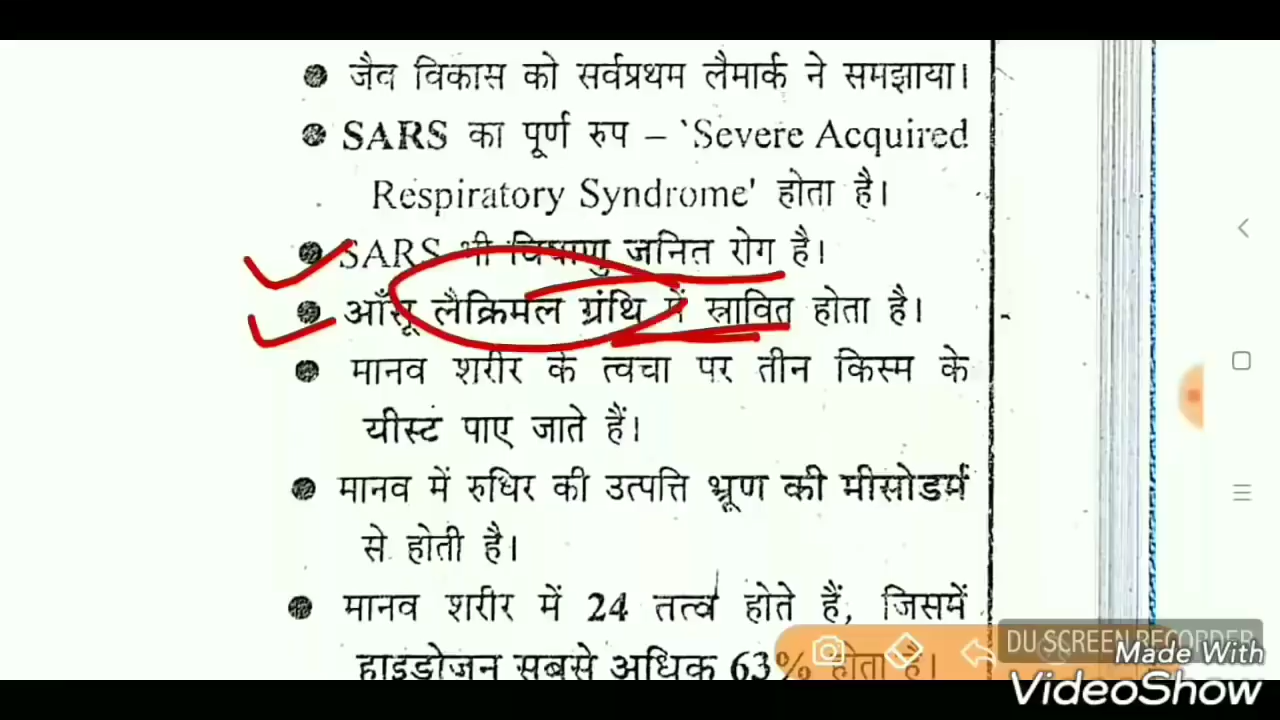 जैव विकास को सर्वप्रथम लैमार्क ने समझाया।
SARS का पूर्ण रुप – `Severe Acquired
Respiratory Syndrome' होता है।
SARS भी विषाणु जनित रोग है।
आँसू लैक्रिमल ग्रंथि में स्त्रावित होता है।
मानव शरीर के त्वचा पर तीन किस्म के
यीस्ट पाए जाते हैं।
मानव में रुधिर की उत्पत्ति भ्रूण की मीसोडर्म
से होती है।
मानव शरीर में 24 तत्व होते हैं, जिसमें
हाइड्रोजन सबसे अधिक 63% होता है।
DU SCREEN RECORDER
Made With
VideoShow